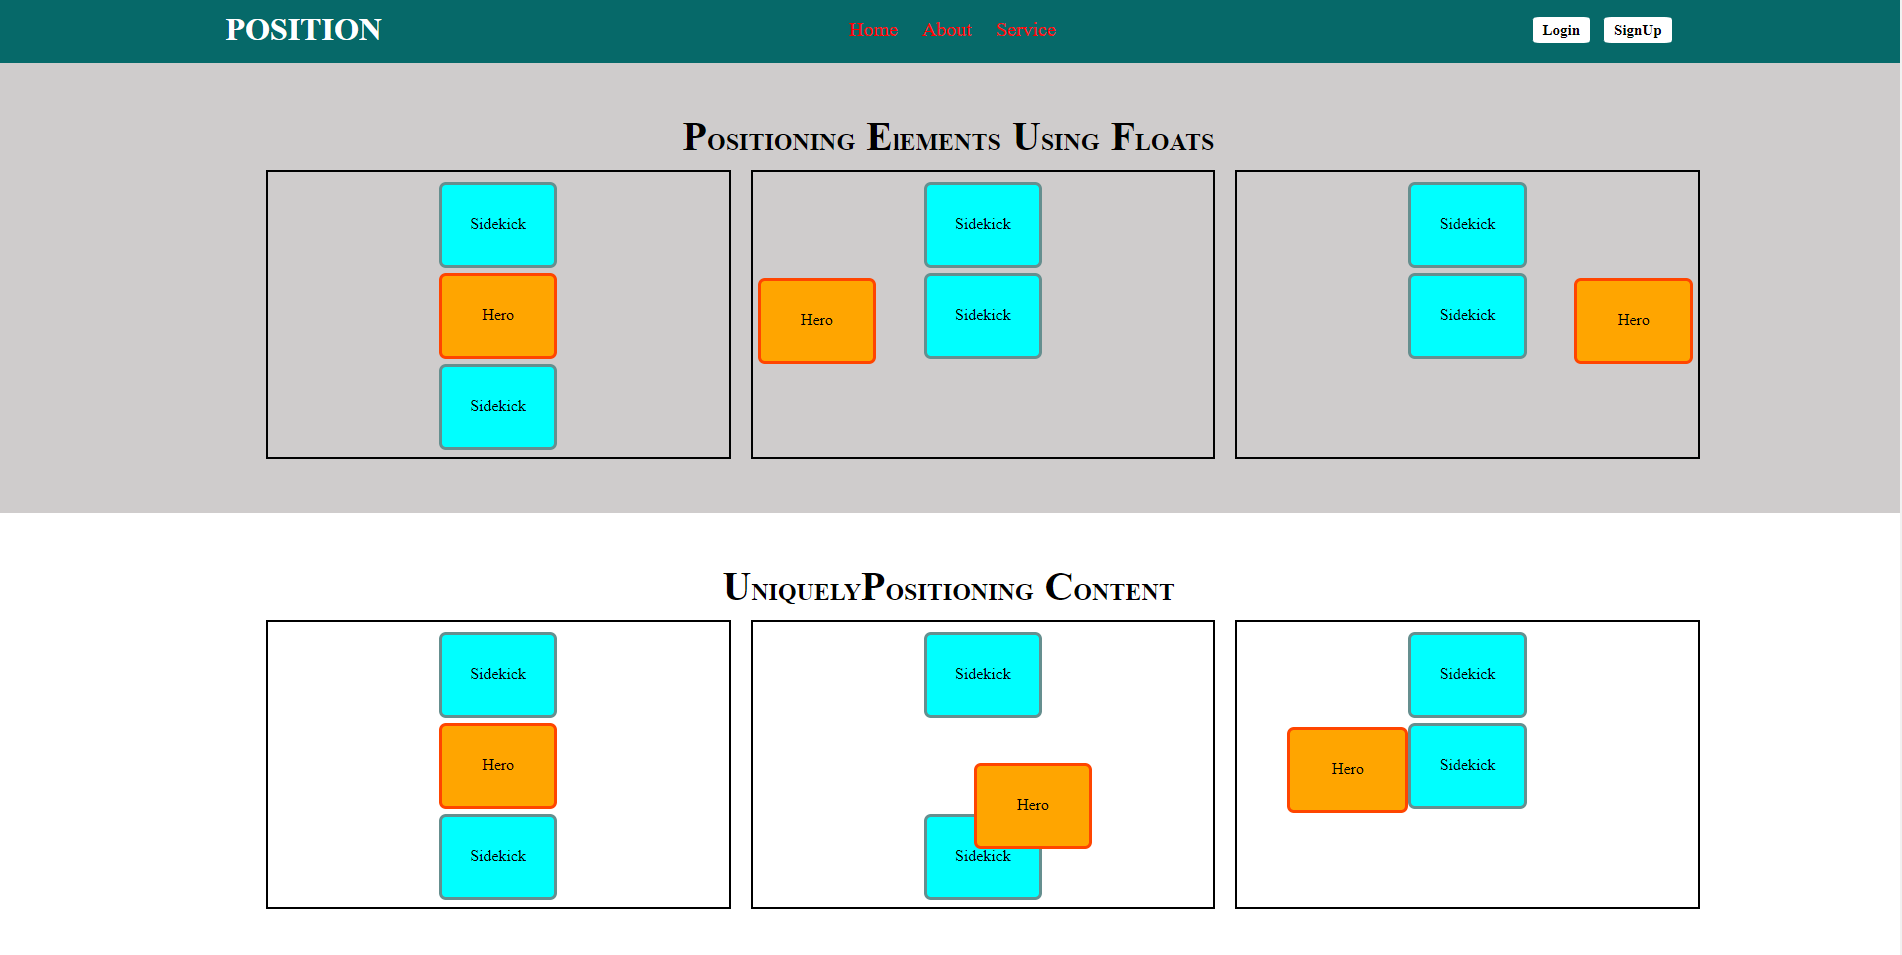 POSITION Home About Service Login SignUp
Positioning ElEMENTS Using Floats
Sidekick Sidekick Sidekick
Hero Hero Sidekick Sidekick Hero
Sidekick
UniquelyPositioning Content
Sidekick Sidekick Sidekick
Hero Hero Hero Sidekick
Sidekick Sidekick